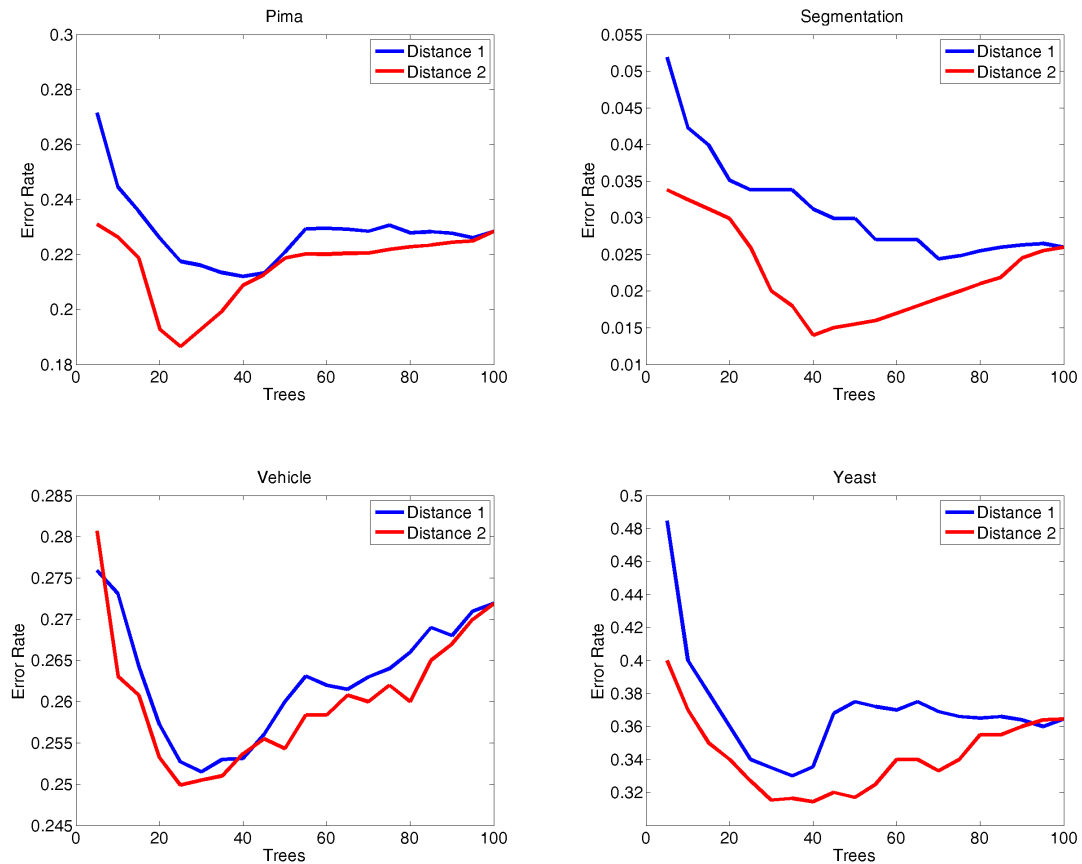 Pima
0.3
0.28
0.26
0.24
0.22
0.2
0.18
Error Rate
0 20 40 60 80 100
Trees
Distance 1
Distance 2
Segmentation
0.055
0.05
0.045
0.04
0.035
0.03
0.025
0.02
0.015
0.01
Error Rate
0 20 40 60 80 100
Trees
Distance 1
Distance 2
Vehicle
0.285
0.28
0.275
0.27
0.265
0.26
0.255
0.25
0.245
Error Rate
0 20 40 60 80 100
Trees
Distance 1
Distance 2
Yeast
0.5
0.48
0.46
0.44
0.42
0.4
0.38
0.36
0.34
0.32
Error Rate
0 20 40 60 80 100
Trees
Distance 1
Distance 2